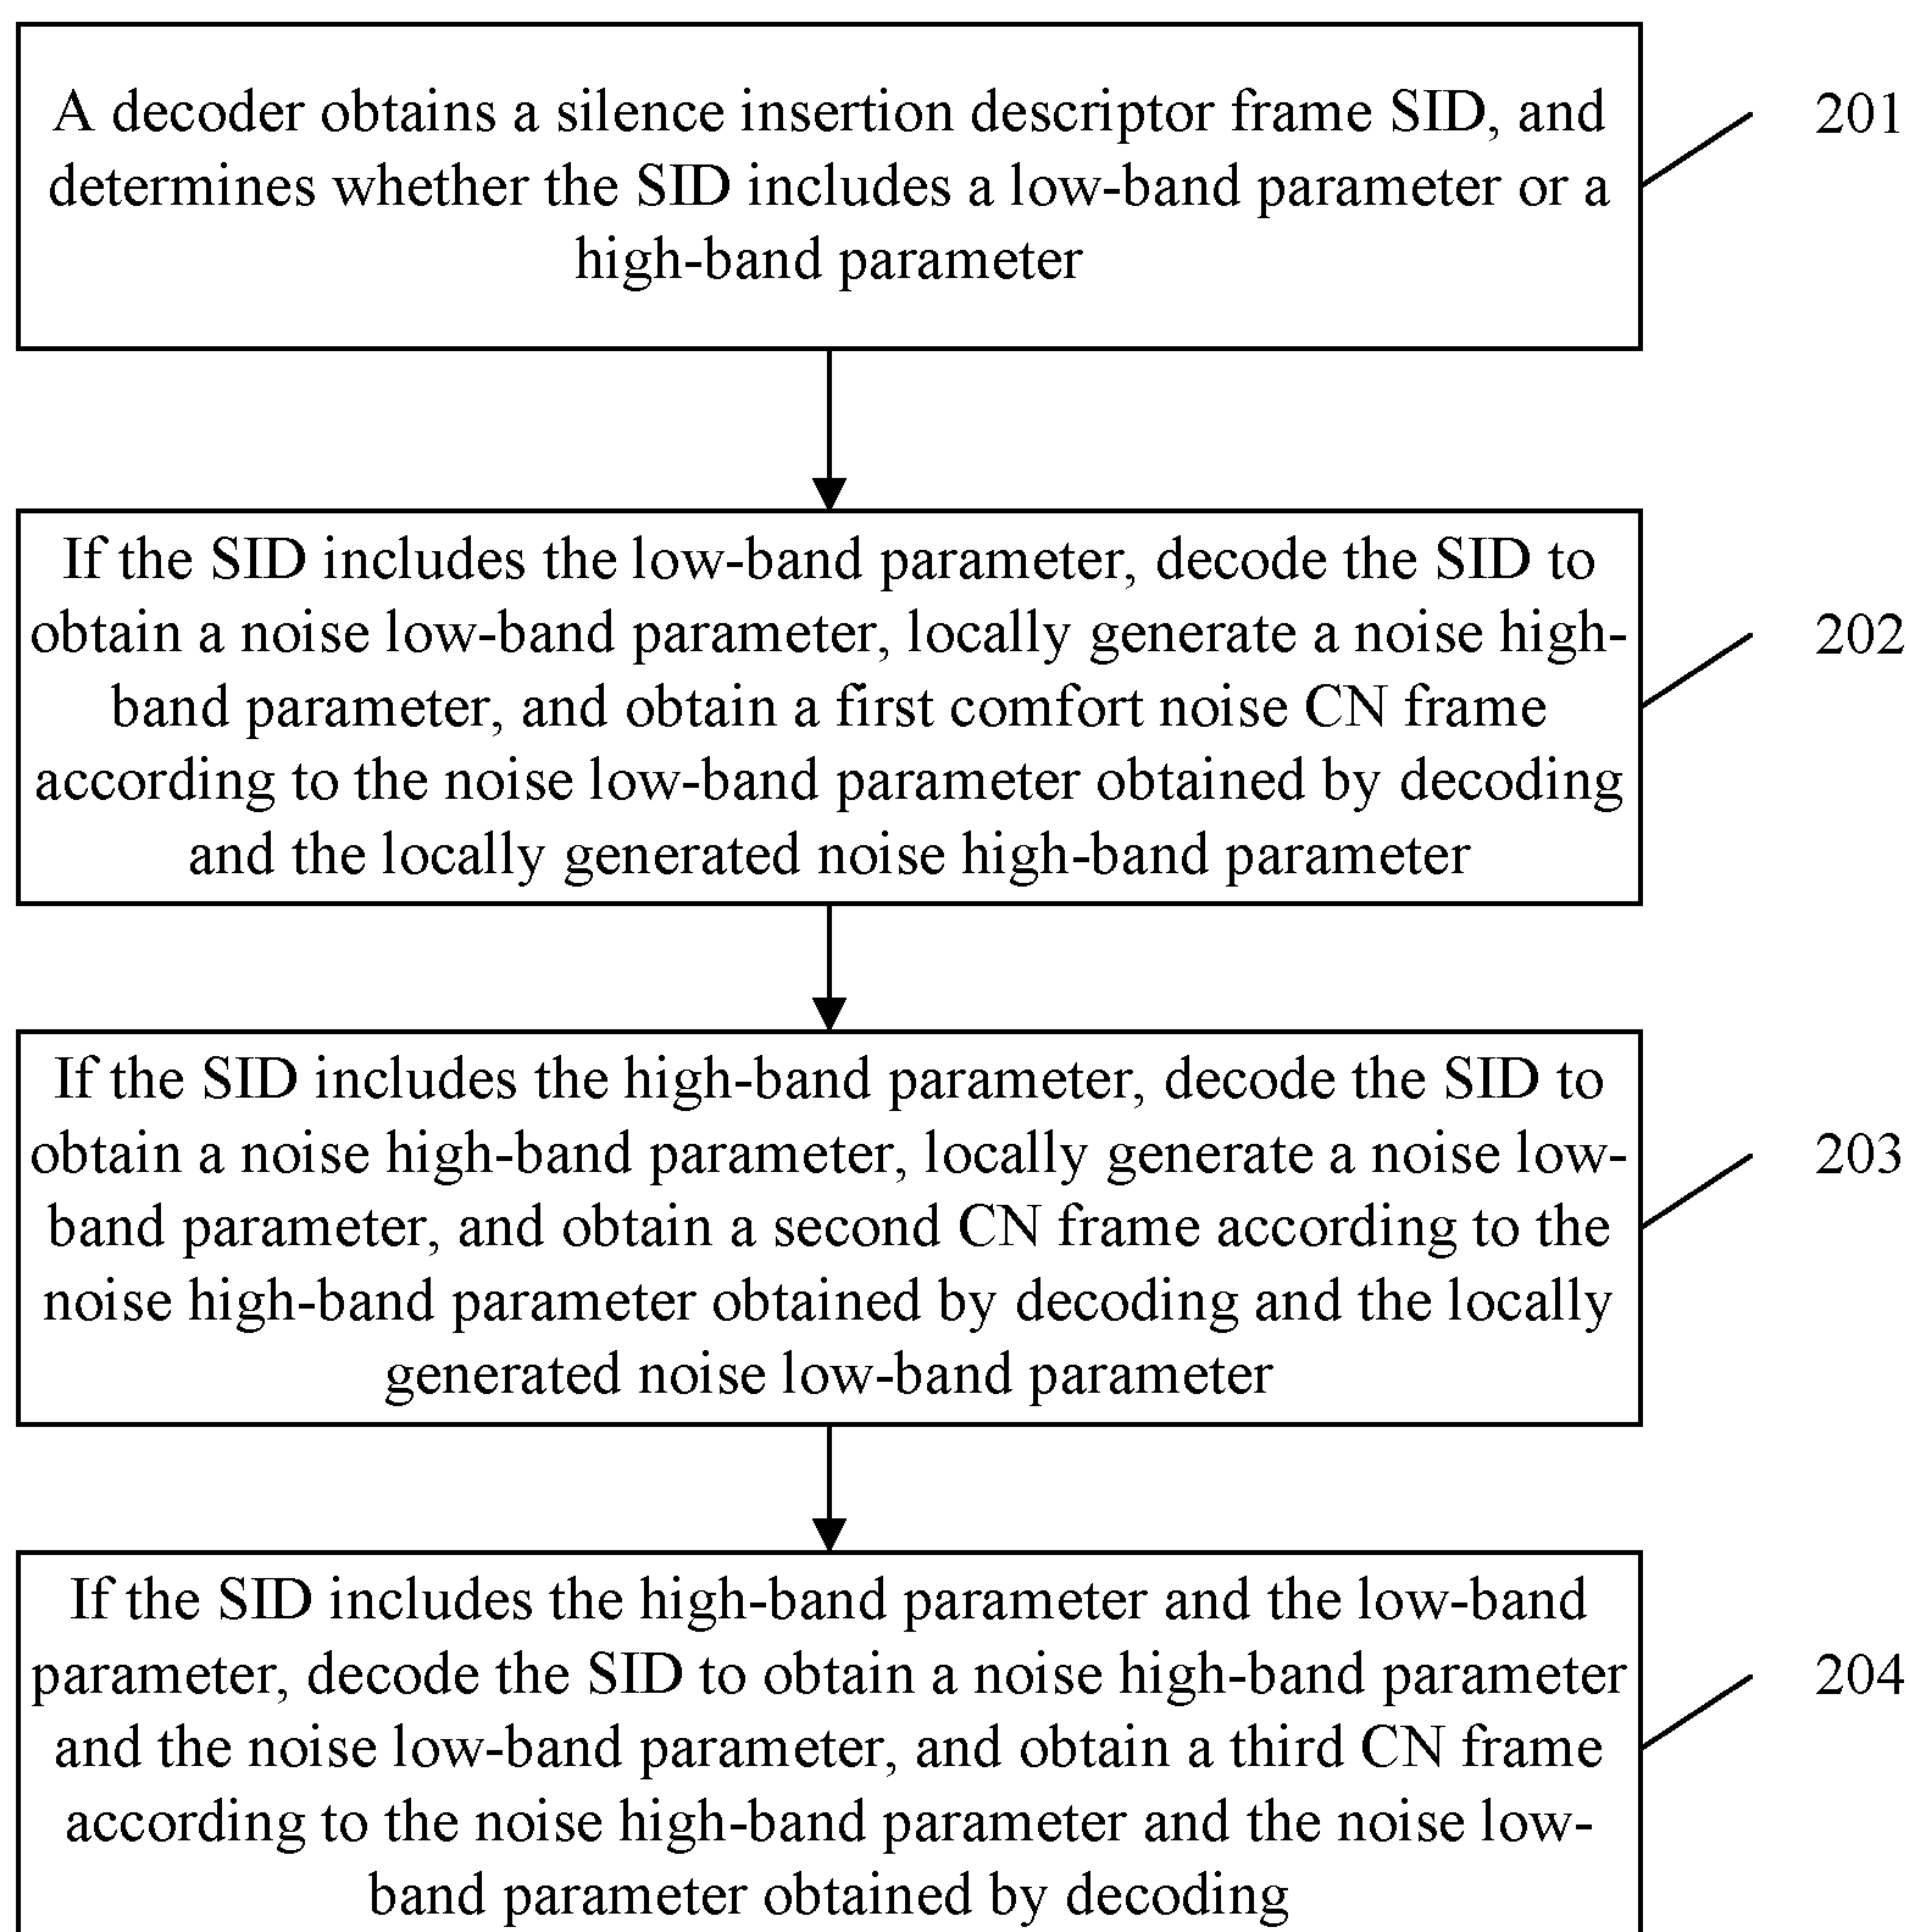 A decoder obtains a silence insertion descriptor frame SID, and
determines whether the SID includes a low-band parameter or a
high-band parameter
201
If the SID includes the low-band parameter, decode the SID to
obtain a noise low-band parameter, locally generate a noise high-
band parameter, and obtain a first comfort noise CN frame
according to the noise low-band parameter obtained by decoding
and the locally generated noise high-band parameter
202
If the SID includes the high-band parameter, decode the SID to
obtain a noise high-band parameter, locally generate a noise low-
band parameter, and obtain a second CN frame according to the
noise high-band parameter obtained by decoding and the locally
generated noise low-band parameter
203
If the SID includes the high-band parameter and the low-band
parameter, decode the SID to obtain a noise high-band parameter
and the noise low-band parameter, and obtain a third CN frame
according to the noise high-band parameter and the noise low-
band parameter obtained by decoding
204